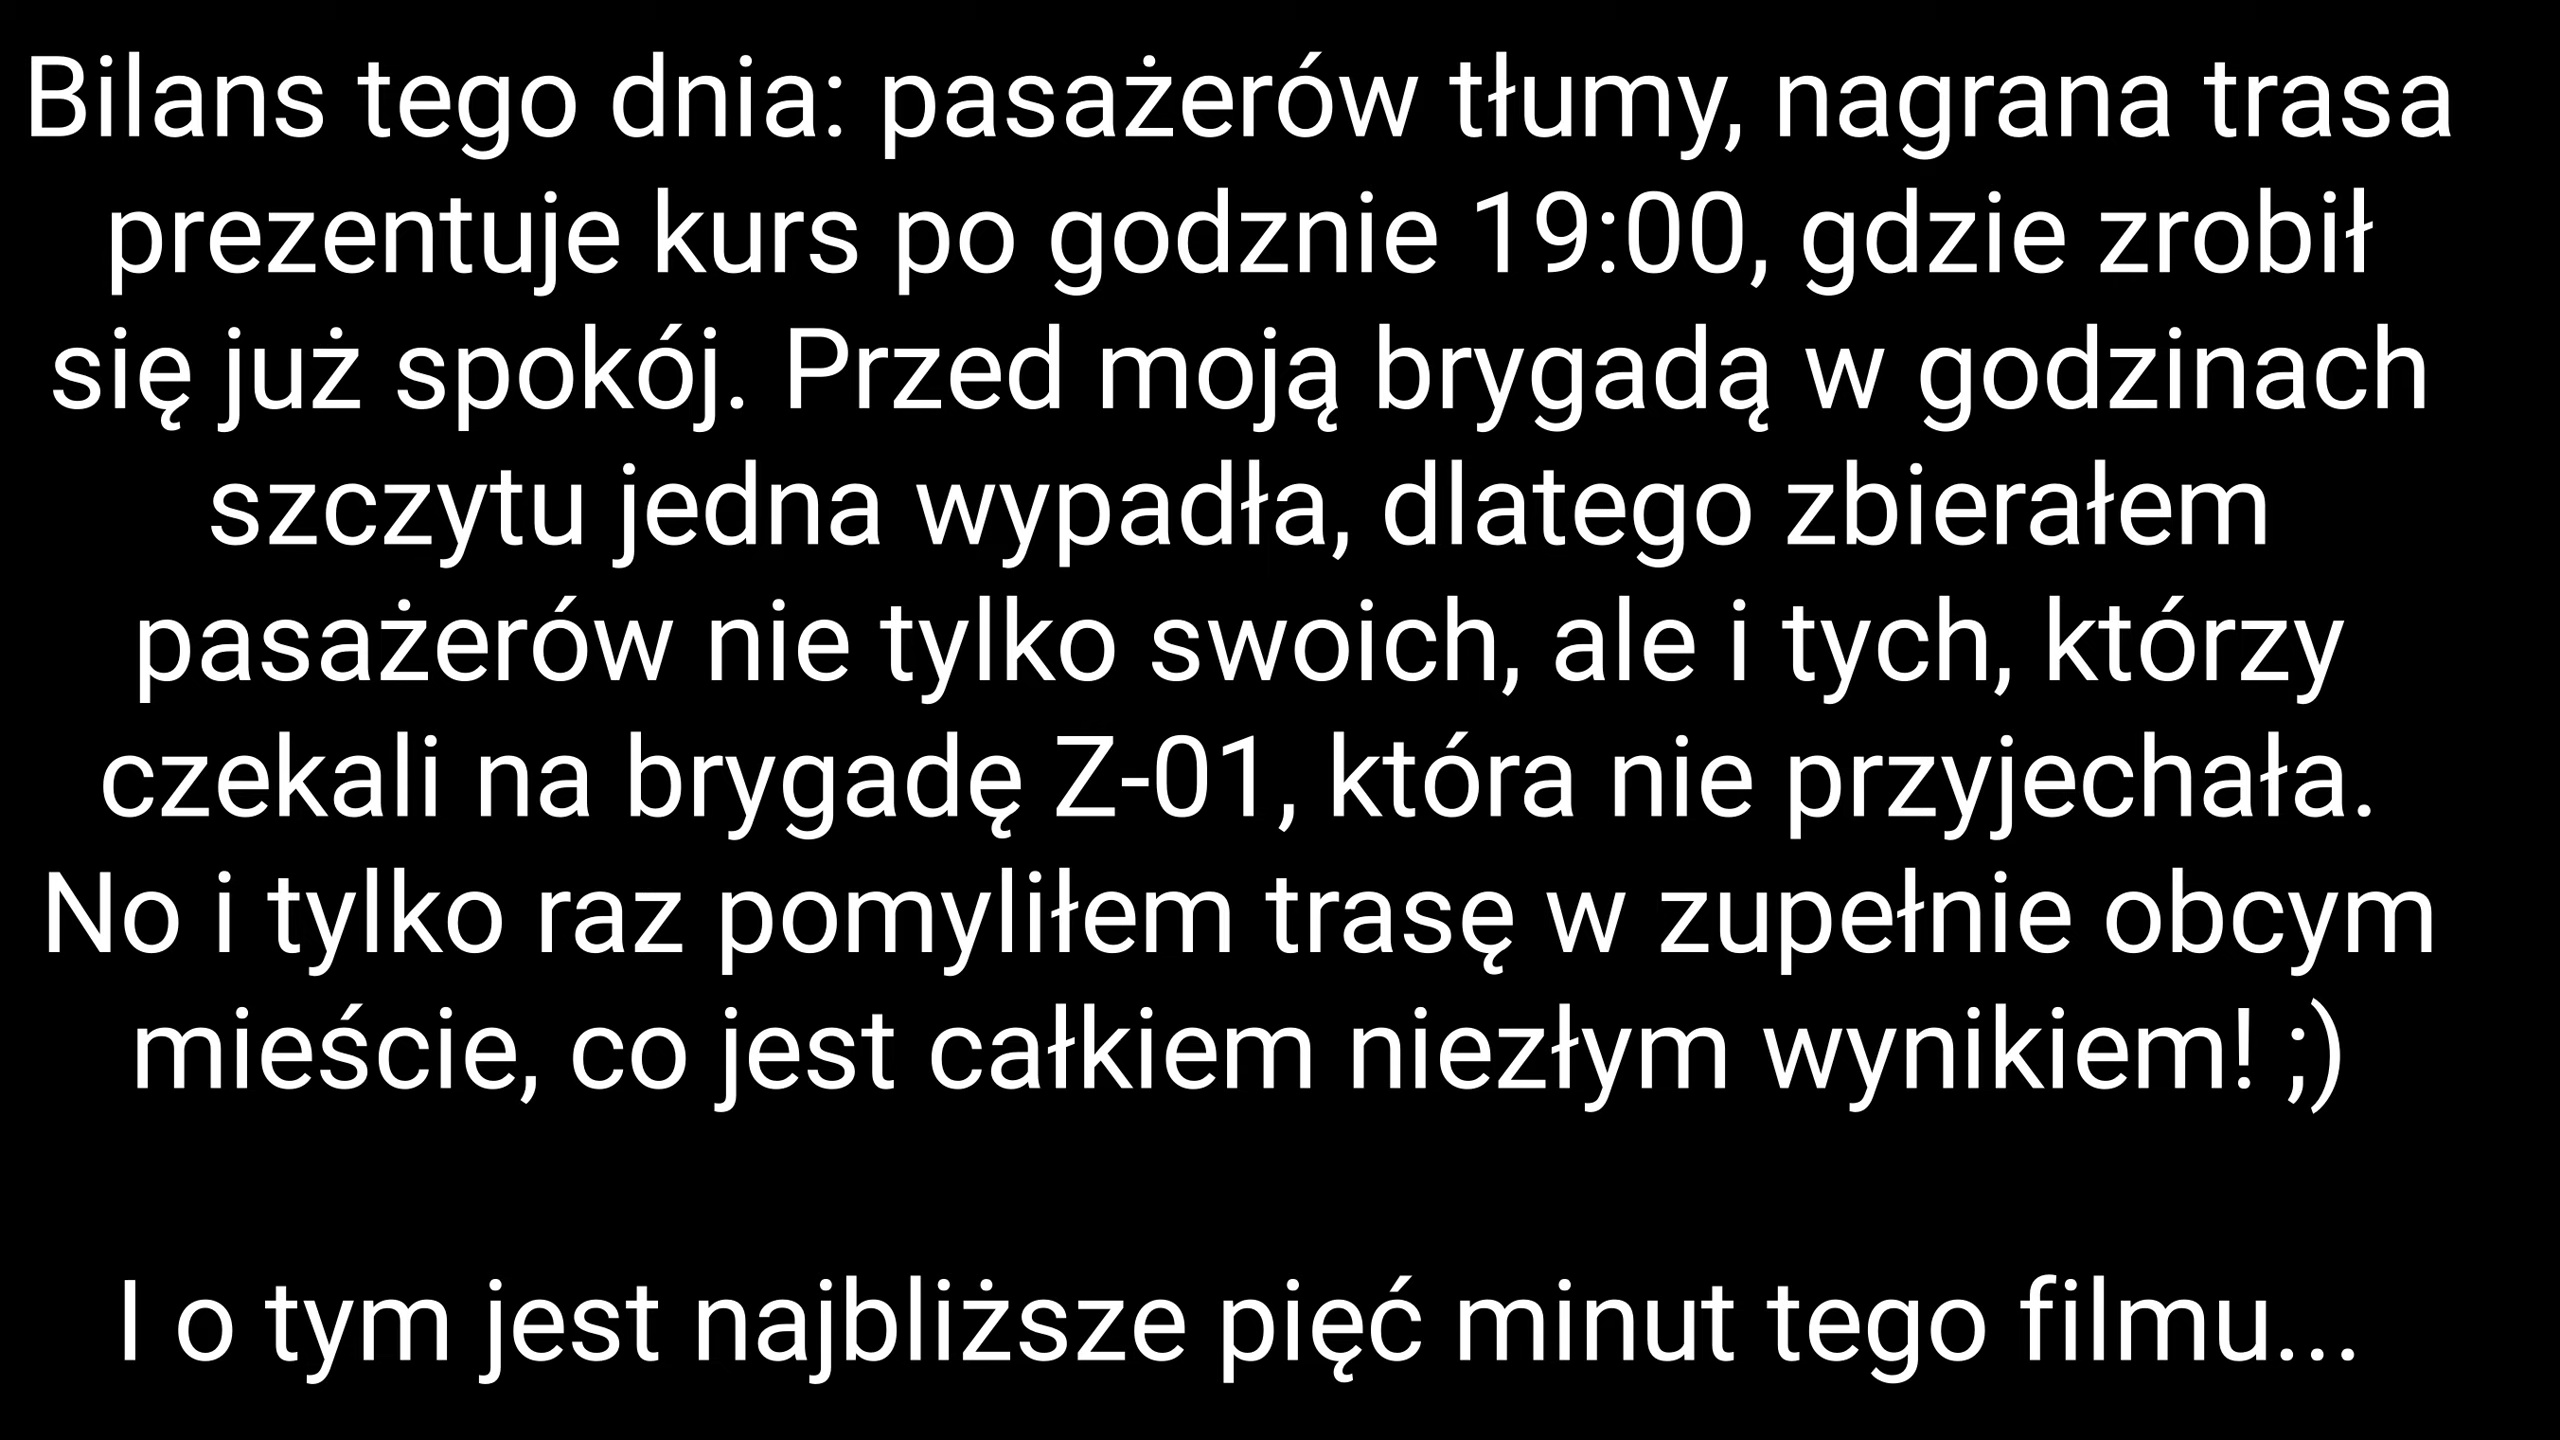 Bilans tego dnia: pasażerów tłumy, nagrana trasa
prezentuje kurs po godznie 19:00, gdzie zrobił
się już spokój. Przed moją brygadą w godzinach
szczytu jedna wypadła, dlatego zbierałem
pasażerów nie tylko swoich, ale i tych, którzy
czekali na brygadę Z-01, która nie przyjechała.
No i tylko raz pomyliłem trasę w zupełnie obcym
mieście, co jest całkiem niezłym wynikiem! ;)
I o tym jest najbliższe pięć minut tego filmu...